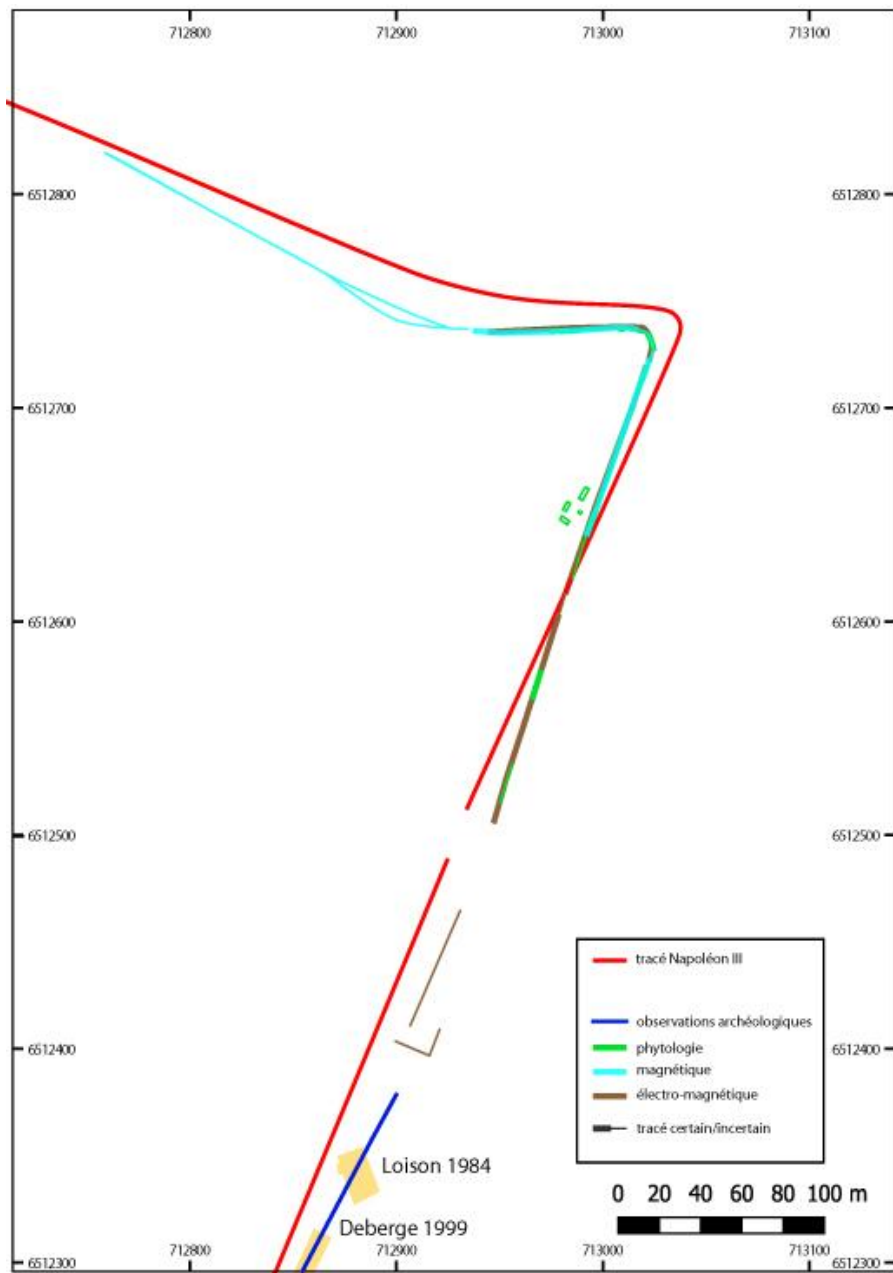 712800 712900 713000 713100
6512800 6512800
6512700 6512700
6512600 6512600
6512500 6512500
tracé Napoléon III
observations archéologiques
phytologie
magnétique
électro-magnétique
tracé certain/incertain
6512400 6512400
Loison 1984
0 20 40 60 80 100 m
Deberge 1999
712800 712900 713000 713100
6512300 6512300